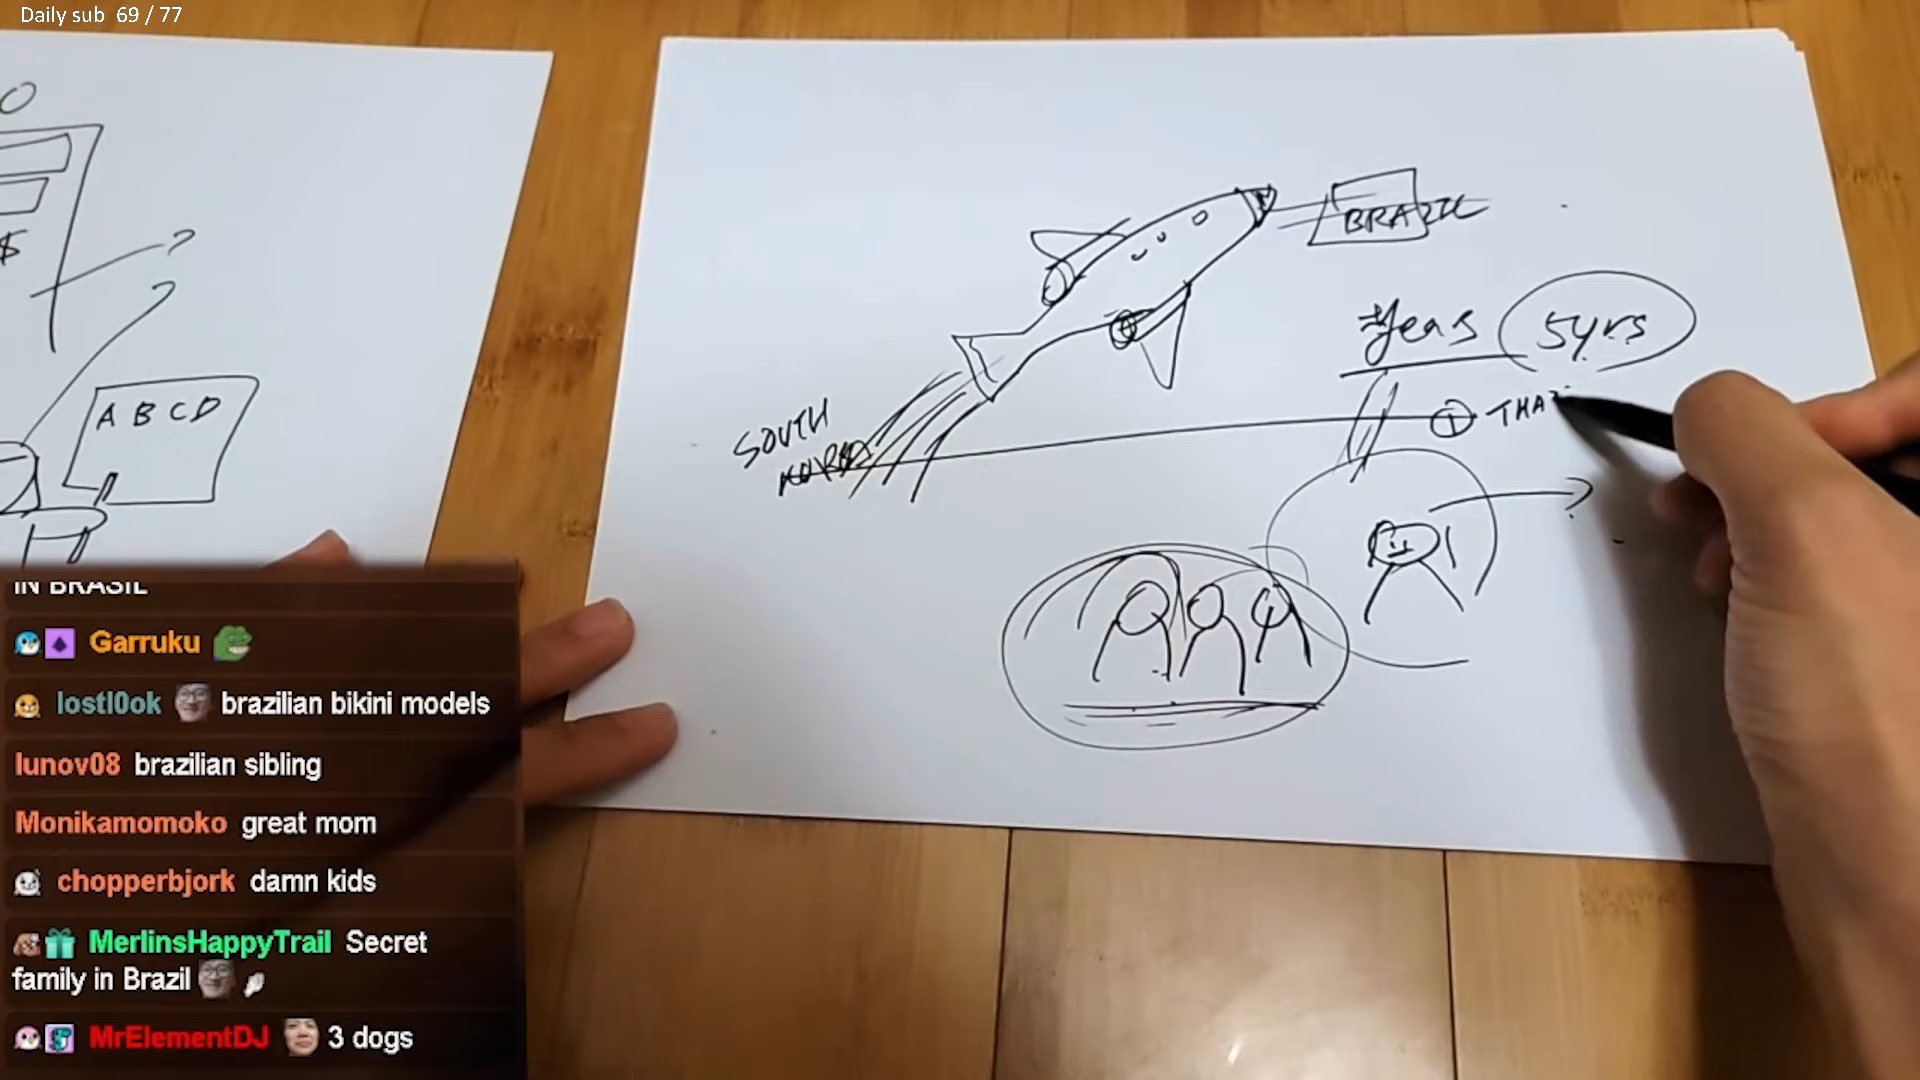 Daily sub 69 / 77
$
A B C D
BRAZIL
SOUTH
KOREA
5yrs
① THA
IN BRASIL
Garruku
lostl0ok brazilian bikini models
lunov08 brazilian sibling
Monikamomoko great mom
chopperbjork damn kids
MerlinsHappyTrail Secret
family in Brazil
MrElementDJ 3 dogs